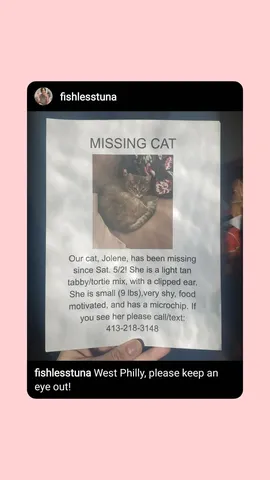 fishlesstuna
MISSING CAT
Our cat, Jolene, has been missing
since Sat. 5/2! She is a light tan
tabby/tortie mix, with a clipped ear.
She is small (9 lbs),very shy, food
motivated, and has a microchip. If
you see her please call/text:
413-218-3148
fishlesstuna West Philly, please keep an
eye out!